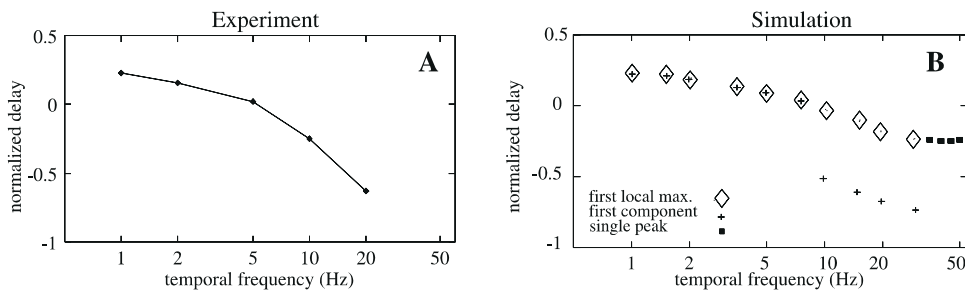 Experiment
A
0.5
0
-0.5
-1
normalized delay
1 2 5 10 20 50
temporal frequency (Hz)
Simulation
B
0.5
0
-0.5
-1
normalized delay
first local max.
first component
single peak
1 2 5 10 20 50
temporal frequency (Hz)